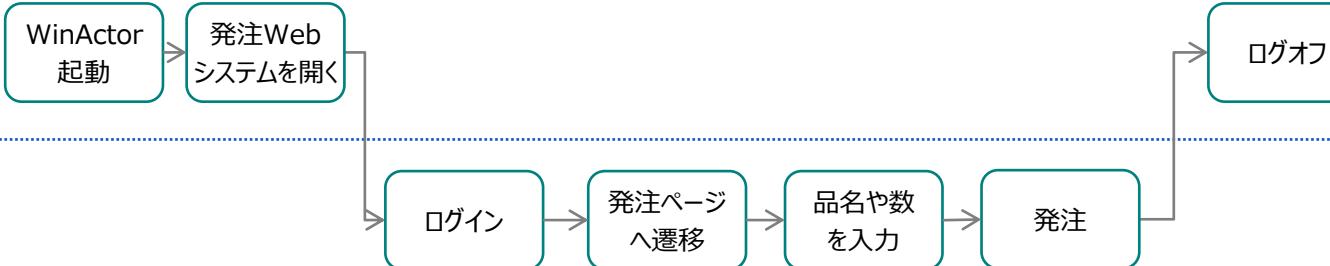 WinActor
起動
発注Web
システムを開く
ログオフ
ログイン
発注ページ
へ遷移
品名や数
を入力
発注